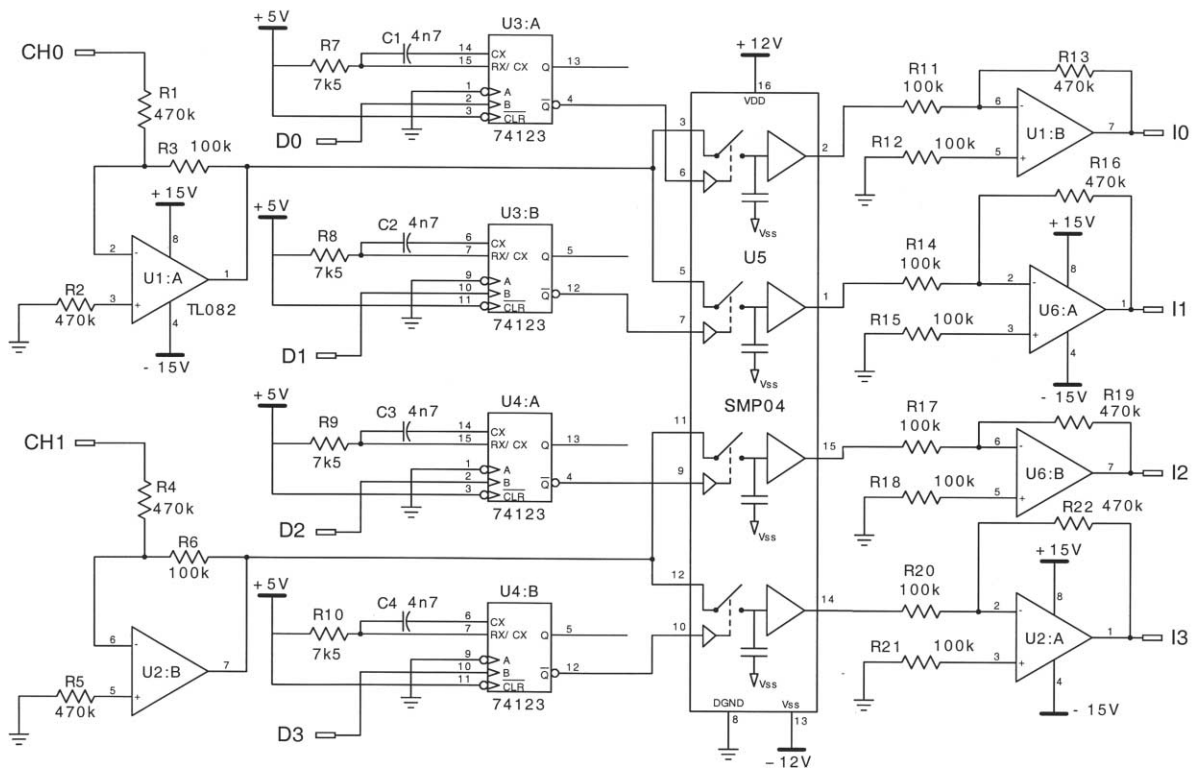 CH0
R1
470k
R3 100k
+15V
8
2
-
U1:A
1
3
+
TL082
R2
470k
4
- 15V
+5V
R7
7k5
C1 4n7
U3:A
14
CX
15
RX/ CX
Q
13
1
A
2
B
Q
4
3
CLR
74123
D0
+5V
R8
7k5
C2 4n7
U3:B
6
CX
7
RX/ CX
Q
5
9
A
10
B
Q
12
11
CLR
74123
D1
+5V
R9
7k5
C3 4n7
U4:A
14
CX
15
RX/ CX
Q
13
1
A
2
B
Q
4
3
CLR
74123
D2
CH1
R4
470k
R6
100k
6
-
U2:B
7
5
+
R5
470k
+5V
R10
7k5
C4 4n7
U4:B
6
CX
7
RX/ CX
Q
5
9
A
10
B
Q
12
11
CLR
74123
D3
+12V
16
VDD
3
2
6
Vss
U5
5
1
7
Vss
SMP04
11
15
9
Vss
12
14
10
Vss
DGND
8
Vss
13
-12V
R11
100k
R13
470k
6
-
U1:B
7
I0
R12 100k
5
+
R16
470k
+15V
R14
100k
8
2
-
U6:A
1
I1
R15 100k
3
+
4
- 15V
R17
100k
R19
470k
6
-
U6:B
7
I2
R18 100k
5
+
R22 470k
+15V
R20
100k
8
2
-
U2:A
1
I3
R21 100k
3
+
4
- 15V